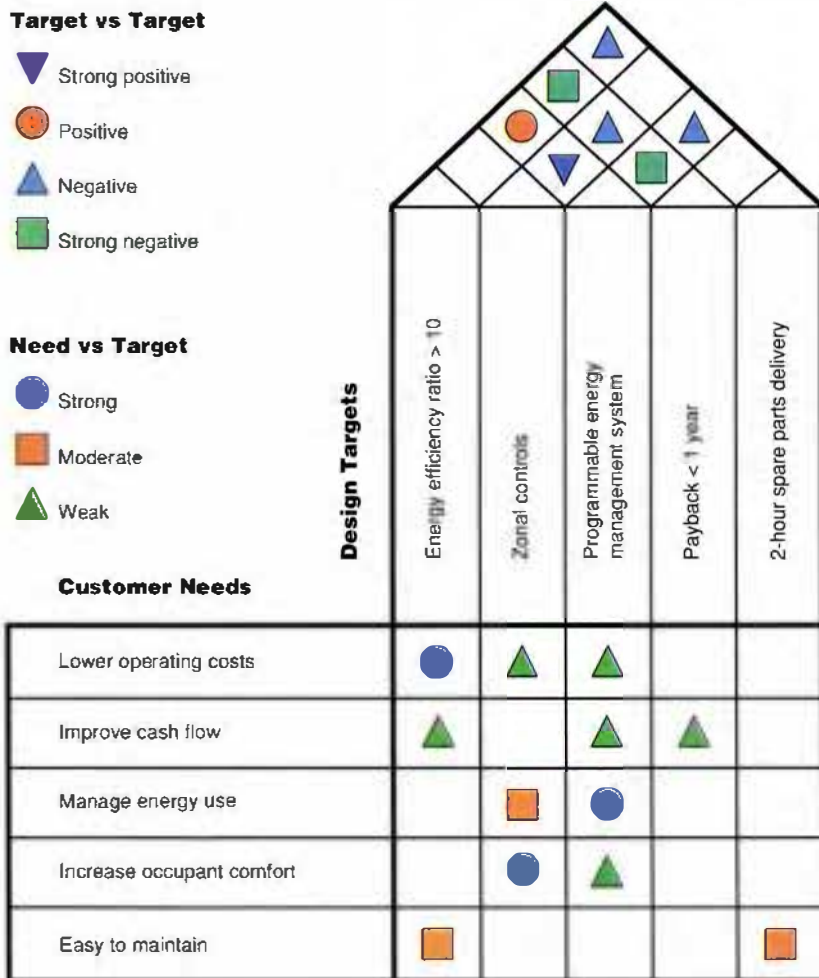 Target vs Target
Strong positive
Positive
Negative
Strong negative
Need vs Target
Strong
Moderate
Weak
Customer Needs
Design Targets
Energy efficiency ratio > 10
Zonal controls
Programmable energy
management system
Payback < 1 year
2-hour spare parts delivery
Lower operating costs
Improve cash flow
Manage energy use
Increase occupant comfort
Easy to maintain